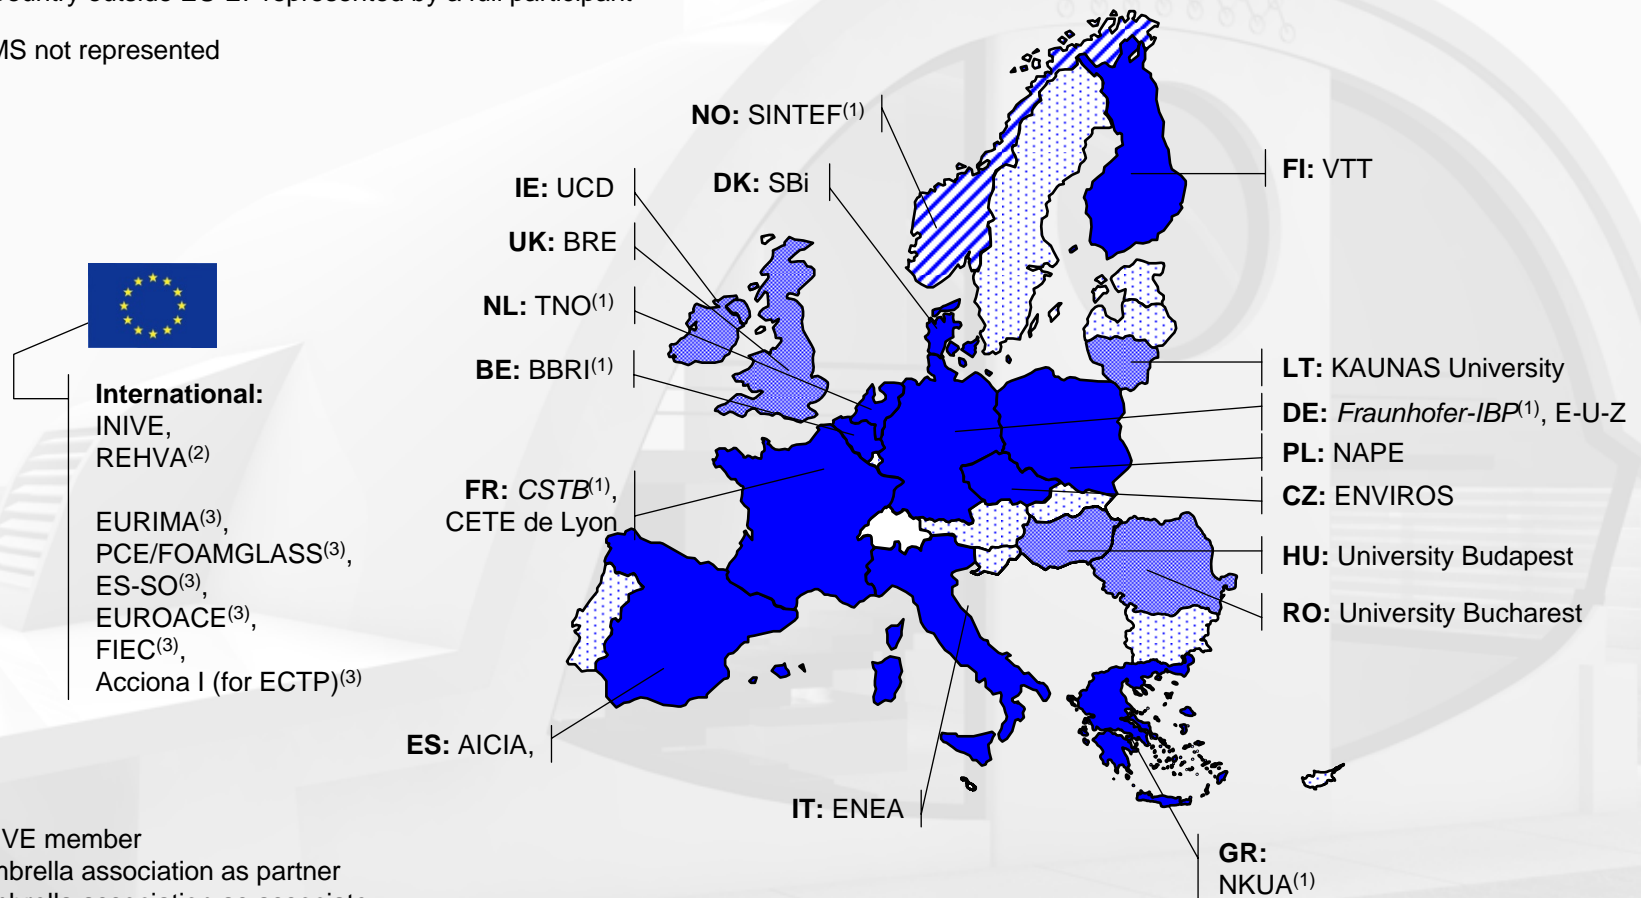 MS not represented
NO: SINTEF(1)
IE: UCD
DK: SBi
FI: VTT
UK: BRE
NL: TNO(1)
BE: BBRI(1)
LT: KAUNAS University
DE: Fraunhofer-IBP(1), E-U-Z
PL: NAPE
CZ: ENVIROS
HU: University Budapest
RO: University Bucharest
International:
INIVE,
REHVA(2)
EURIMA(3),
PCE/FOAMGLASS(3),
ES-SO(3),
EUROACE(3),
FIEC(3),
Acciona I (for ECTP)(3)
FR: CSTB(1),
CETE de Lyon
ES: AICIA,
IT: ENEA
GR:
NKUA(1)
VE member
mbrella association as partner